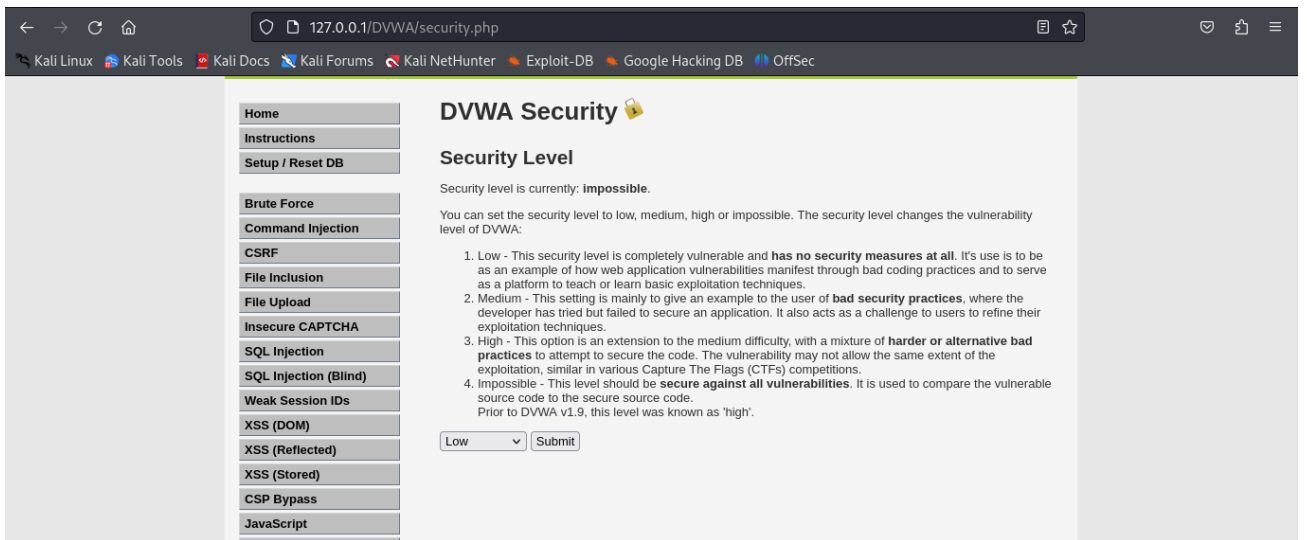 127.0.0.1/DVWA/security.php
Kali Linux Kali Tools Kali Docs Kali Forums Kali NetHunter Exploit-DB Google Hacking DB OffSec
Home
Instructions
Setup / Reset DB
Brute Force
Command Injection
CSRF
File Inclusion
File Upload
Insecure CAPTCHA
SQL Injection
SQL Injection (Blind)
Weak Session IDs
XSS (DOM)
XSS (Reflected)
XSS (Stored)
CSP Bypass
JavaScript
DVWA Security
Security Level
Security level is currently: impossible.
You can set the security level to low, medium, high or impossible. The security level changes the vulnerability
level of DVWA:
1. Low - This security level is completely vulnerable and has no security measures at all. It's use is to be
as an example of how web application vulnerabilities manifest through bad coding practices and to serve
as a platform to teach or learn basic exploitation techniques.
2. Medium - This setting is mainly to give an example to the user of bad security practices, where the
developer has tried but failed to secure an application. It also acts as a challenge to users to refine their
exploitation techniques.
3. High - This option is an extension to the medium difficulty, with a mixture of harder or alternative bad
practices to attempt to secure the code. The vulnerability may not allow the same extent of the
exploitation, similar in various Capture The Flags (CTFs) competitions.
4. Impossible - This level should be secure against all vulnerabilities. It is used to compare the vulnerable
source code to the secure source code.
Prior to DVWA v1.9, this level was known as 'high'.
Low Submit